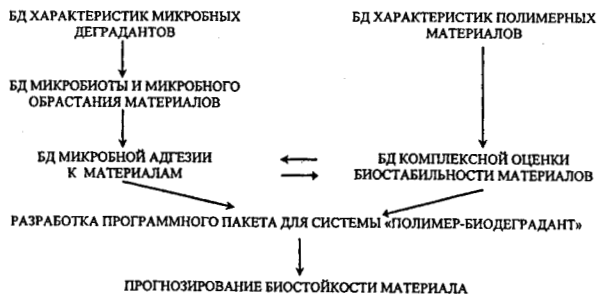 БД ХАРАКТЕРИСТИК МИКРОБНЫХ
ДЕГРАДАНТОВ
БД ХАРАКТЕРИСТИК ПОЛИМЕРНЫХ
МАТЕРИАЛОВ
БД МИКРОБИОТЫ И МИКРОБНОГО
ОБРАСТАНИЯ МАТЕРИАЛОВ
БД МИКРОБНОЙ АДГЕЗИИ
К МАТЕРИАЛАМ
БД КОМПЛЕКСНОЙ ОЦЕНКИ
БИОСТАБИЛЬНОСТИ МАТЕРИАЛОВ
РАЗРАБОТКА ПРОГРАММНОГО ПАКЕТА ДЛЯ СИСТЕМЫ «ПОЛИМЕР-БИОДЕГРАДАНТ»
ПРОГНОЗИРОВАНИЕ БИОСТОЙКОСТИ МАТЕРИАЛА